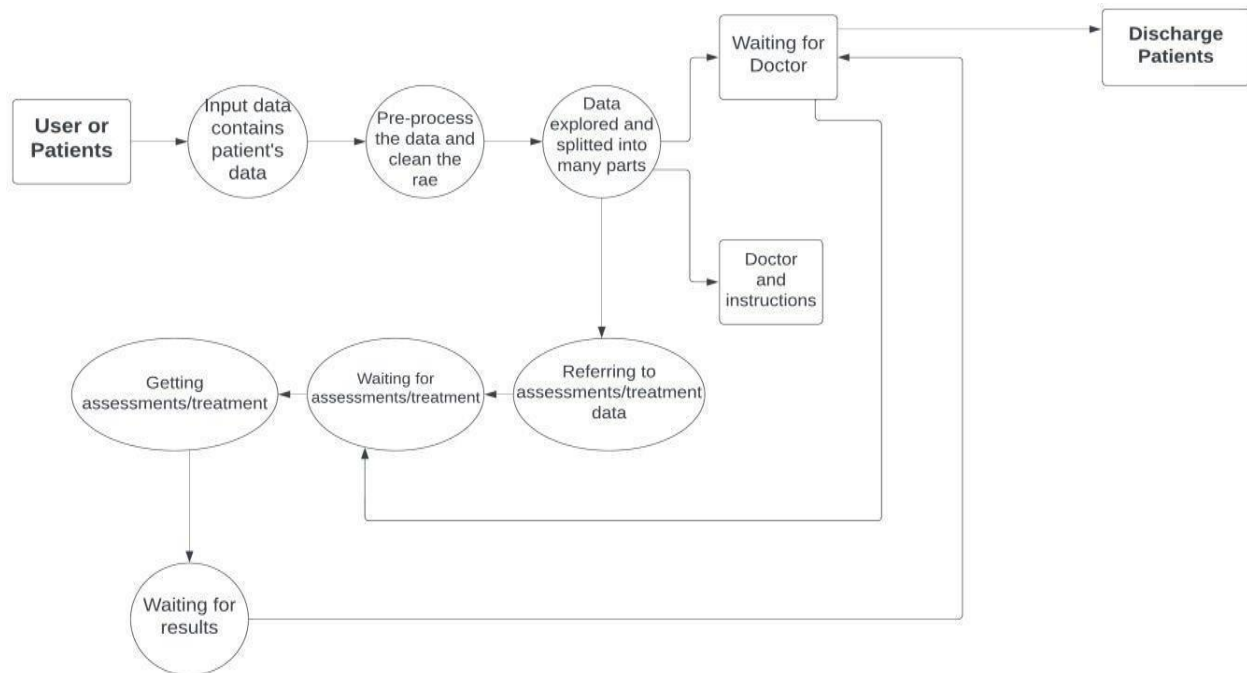 User or
Patients
Input data
contains
patient's
data
Pre-process
the data and
clean the
rae
Data
explored and
splitted into
many parts
Waiting for
Doctor
Discharge
Patients
Doctor
and
instructions
Referring to
assessments/treatment
data
Waiting for
assessments/treatment
Getting
assessments/treatment
Waiting for
results